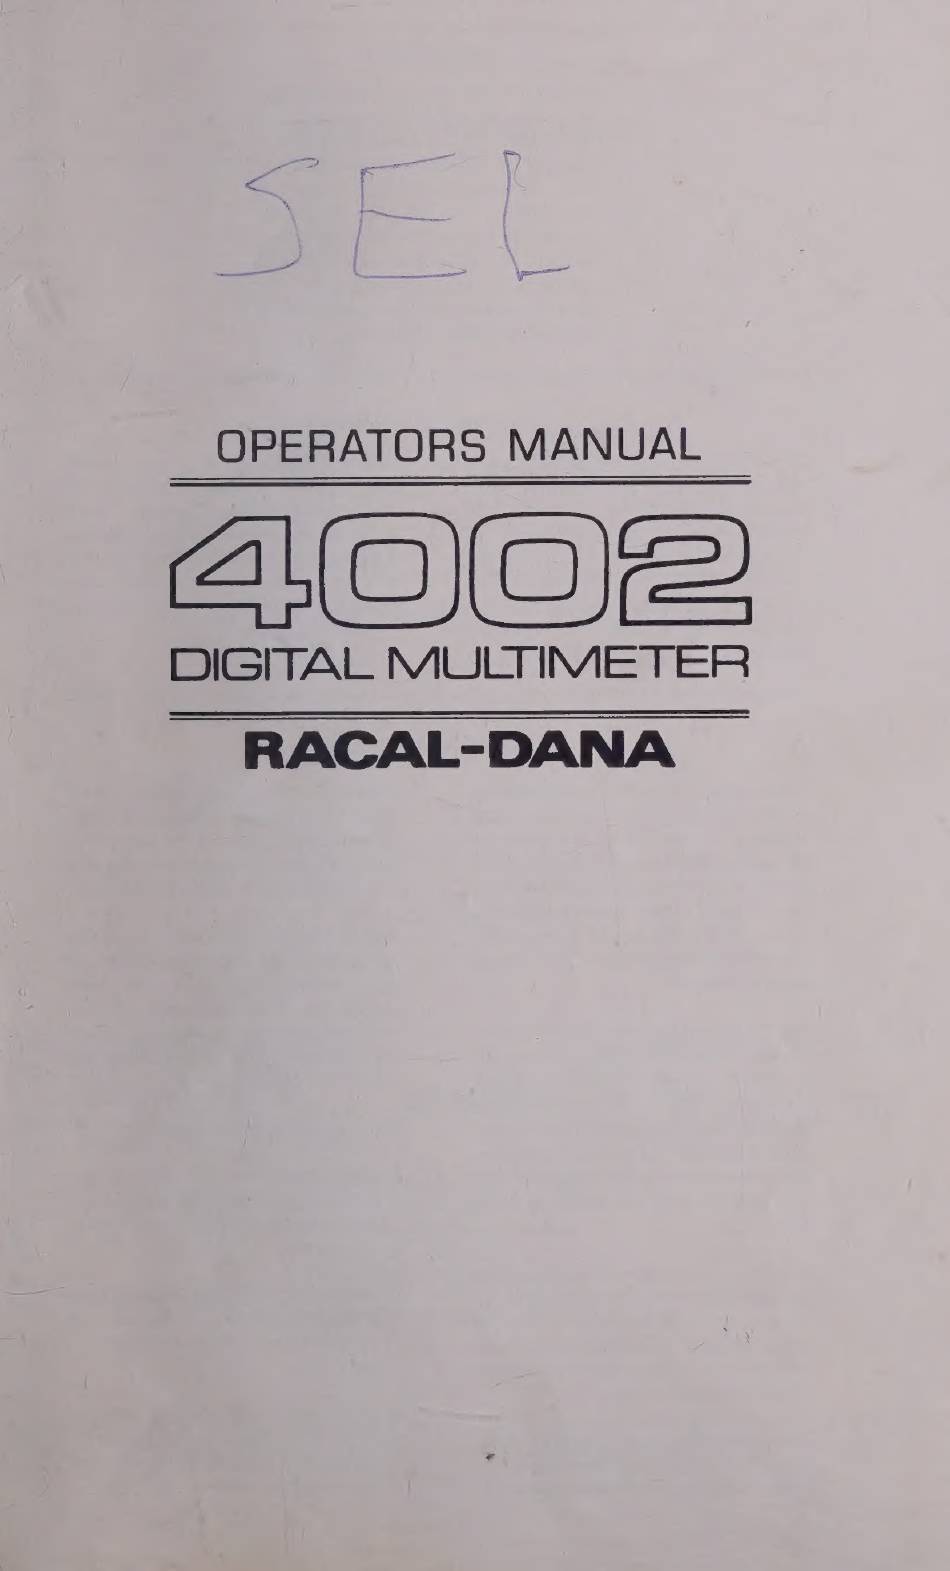 SEL
OPERATORS MANUAL
4002
DIGITAL MULTIMETER
RACAL-DANA